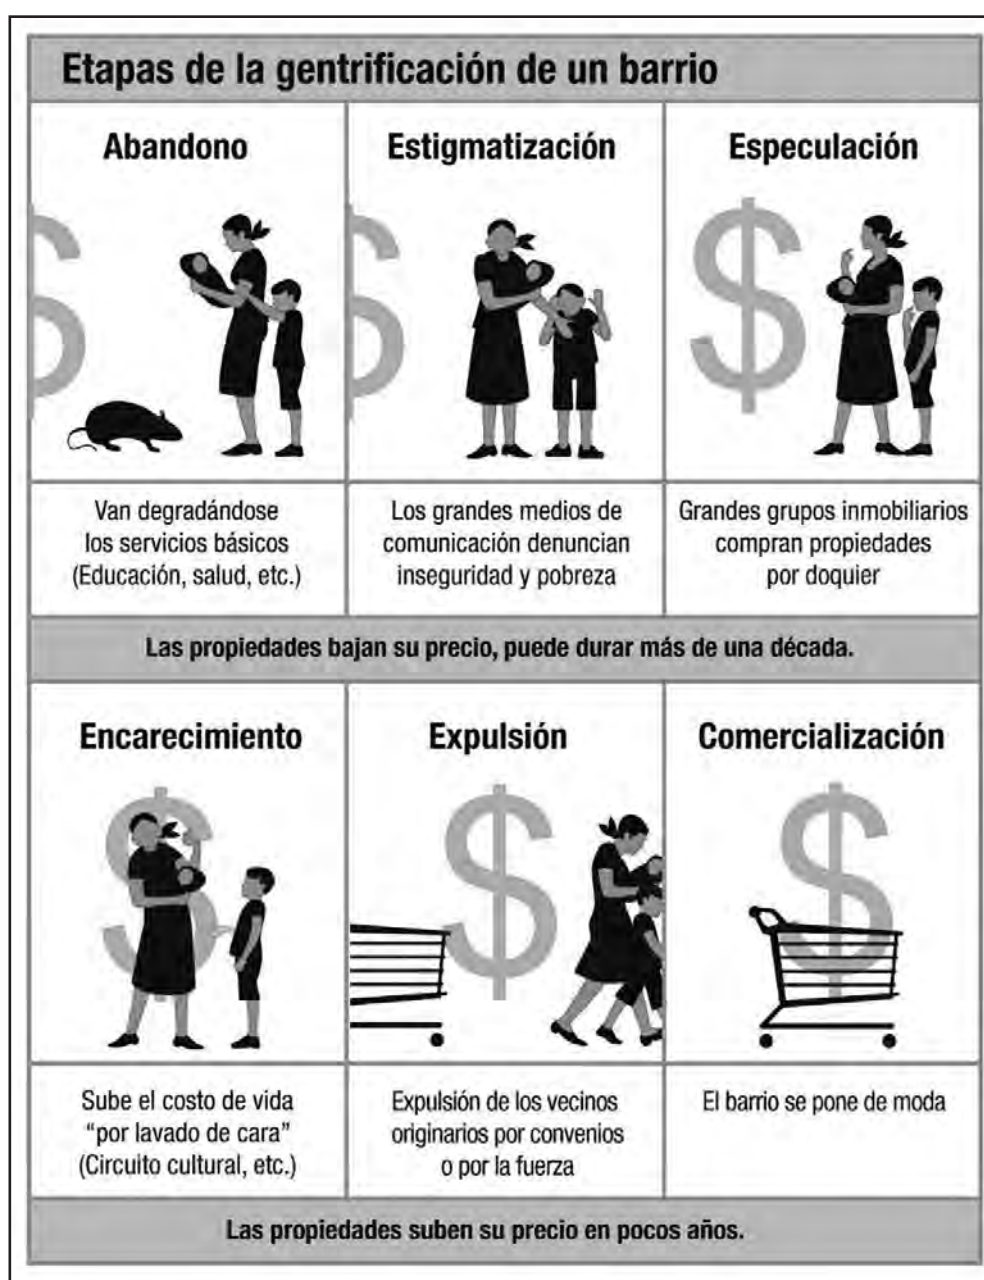 Etapas de la gentrificación de un barrio
Abandono
Van degradándose
los servicios básicos
(Educación, salud, etc.)
Estigmatización
Los grandes medios de
comunicación denuncian
inseguridad y pobreza
Especulación
Grandes grupos inmobiliarios
compran propiedades
por doquier
Las propiedades bajan su precio, puede durar más de una década.
Encarecimiento
Sube el costo de vida
“por lavado de cara”
(Circuito cultural, etc.)
Expulsión
Expulsión de los vecinos
originarios por convenios
o por la fuerza
Comercialización
El barrio se pone de moda
Las propiedades suben su precio en pocos años.